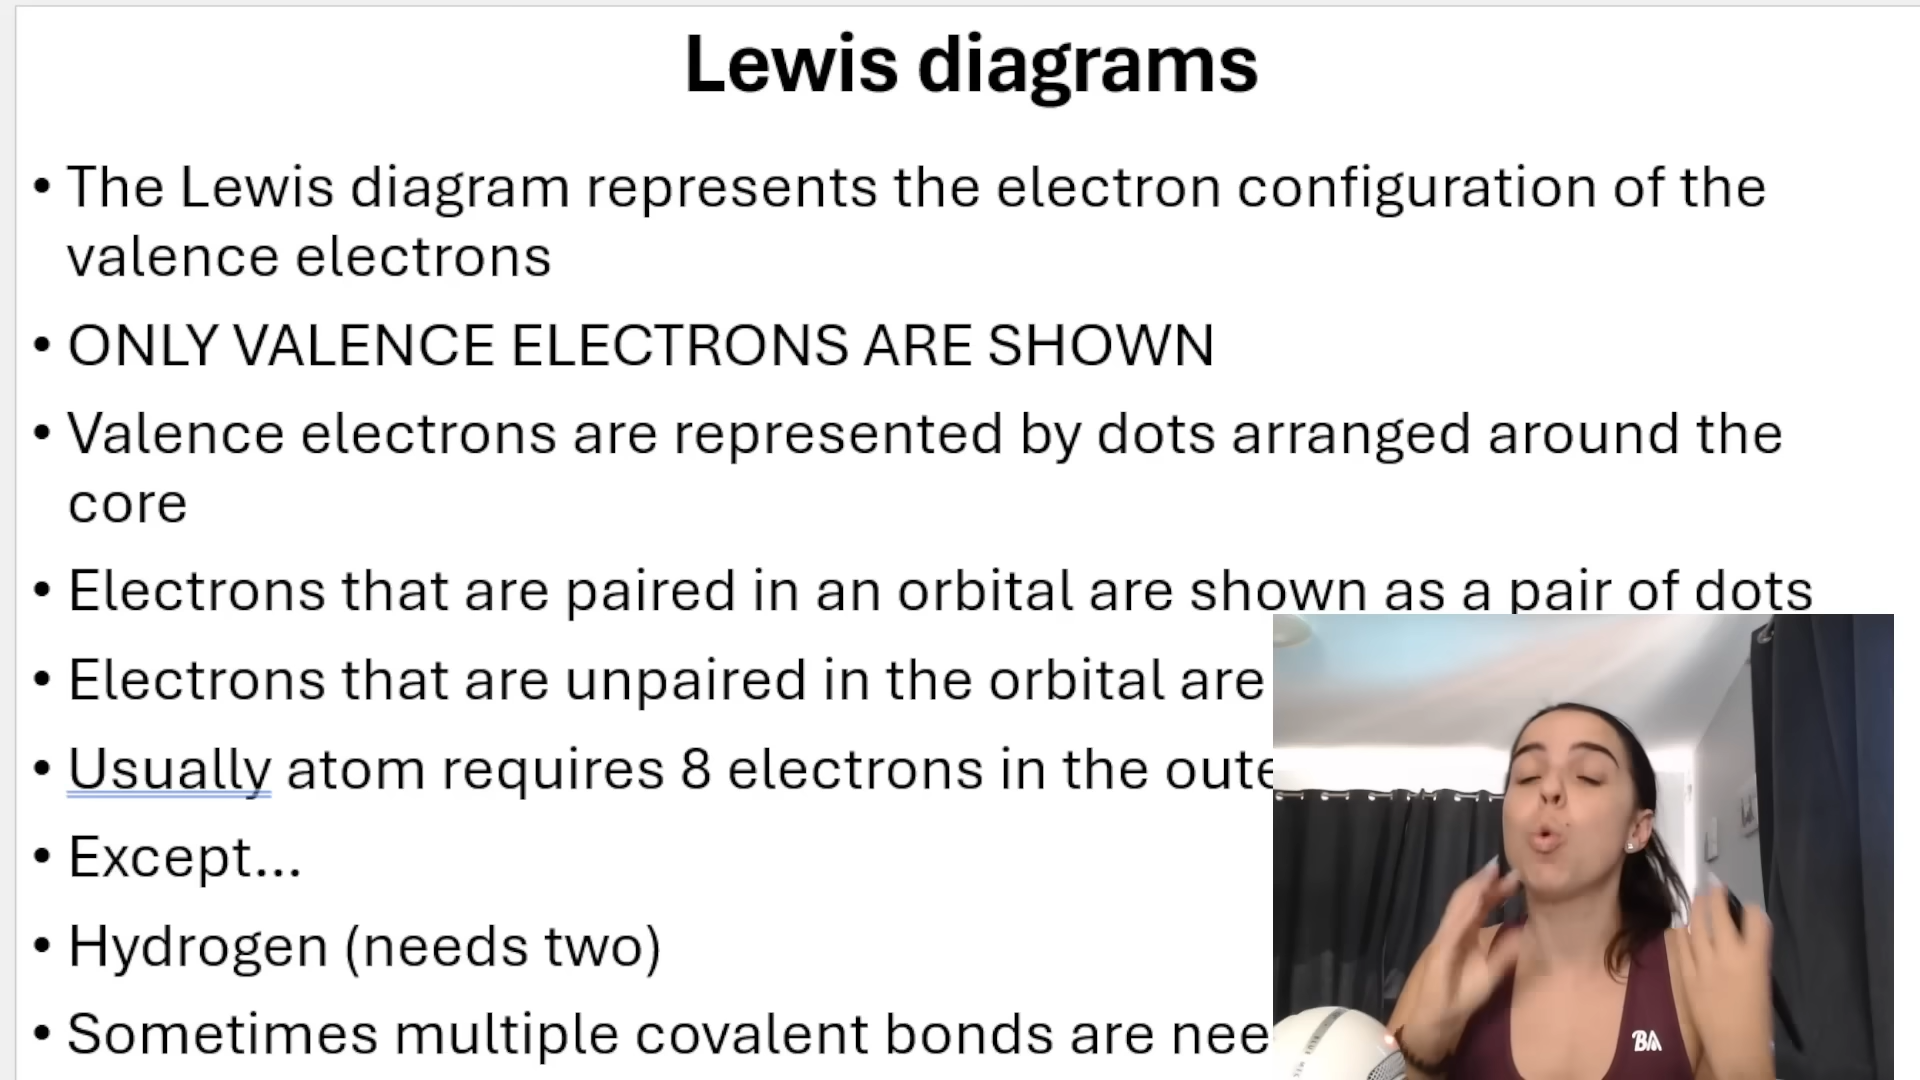 Lewis diagrams
• The Lewis diagram represents the electron configuration of the
valence electrons
• ONLY VALENCE ELECTRONS ARE SHOWN
• Valence electrons are represented by dots arranged around the
core
• Electrons that are paired in an orbital are shown as a pair of dots
• Electrons that are unpaired in the orbital are
• Usually atom requires 8 electrons in the
• Except...
• Hydrogen (needs two)
• Sometimes multiple covalent bonds are
BA